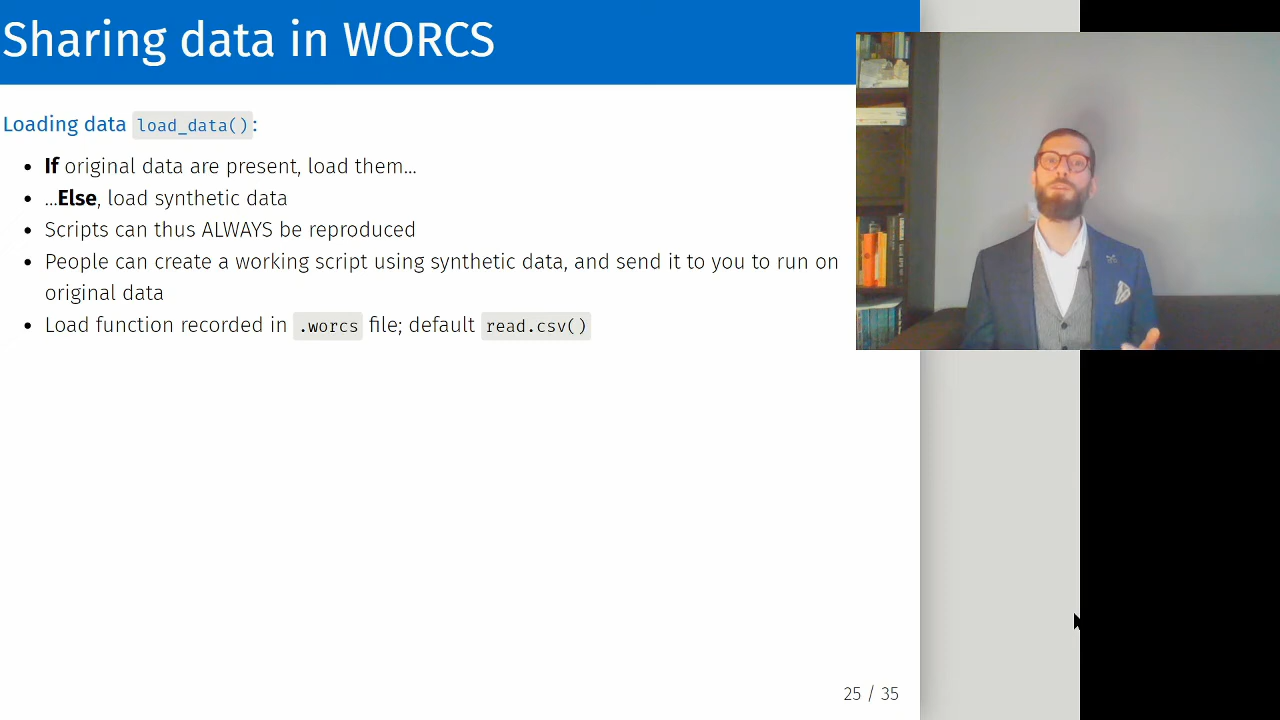 Sharing data in WORCS
Loading data load_data():
• If original data are present, load them...
• ...Else, load synthetic data
• Scripts can thus ALWAYS be reproduced
• People can create a working script using synthetic data, and send it to you to run on
original data
• Load function recorded in .worcs file; default read.csv()
25 / 35